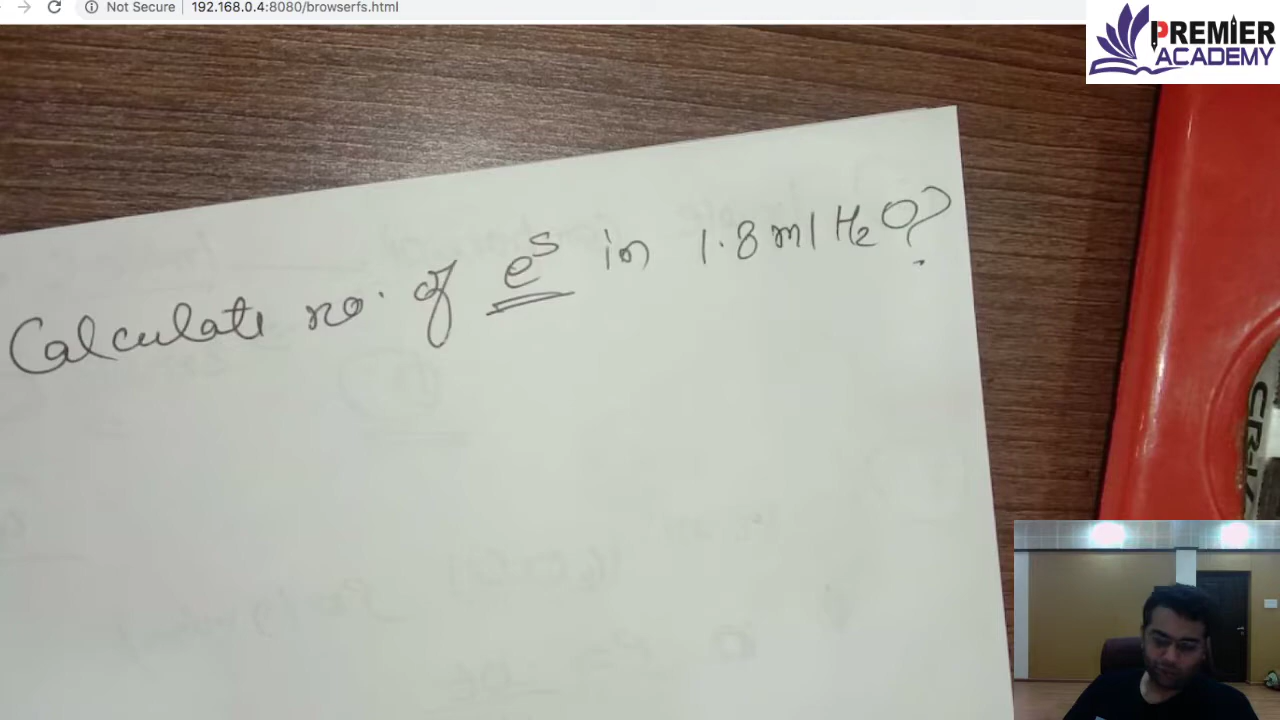 Not Secure 192.168.0.4:8080/browserfs.html
PREMIER
ACADEMY
Calculate no. of eˢ in 1.8 ml H₂O?